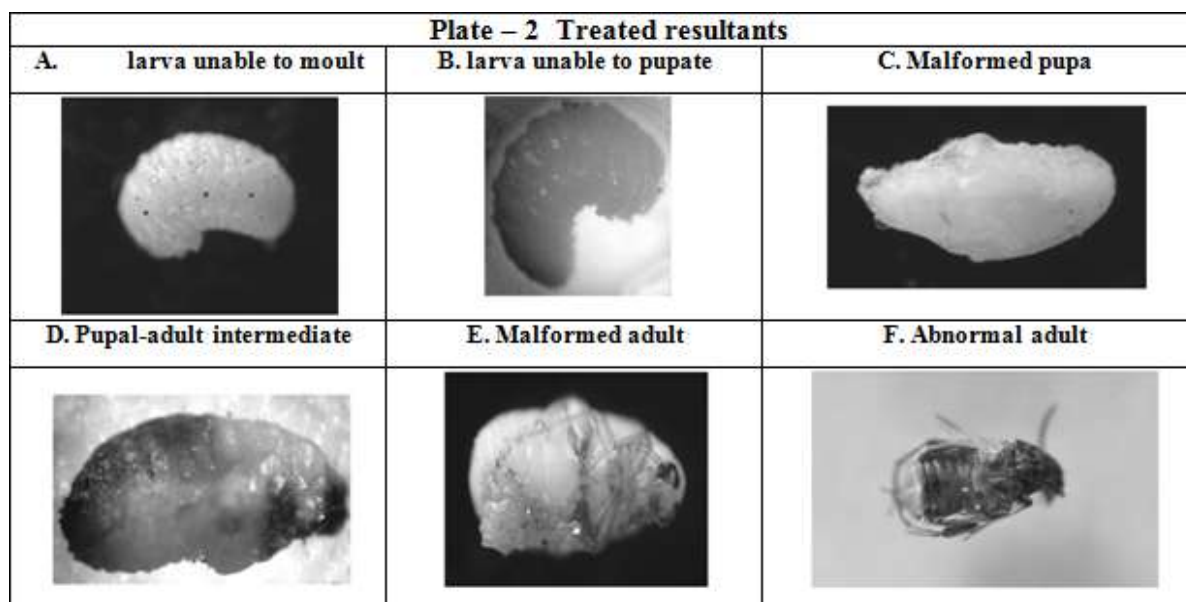 Plate – 2 Treated resultants
A. larva unable to moult
B. larva unable to pupate
C. Malformed pupa
D. Pupal-adult intermediate
E. Malformed adult
F. Abnormal adult